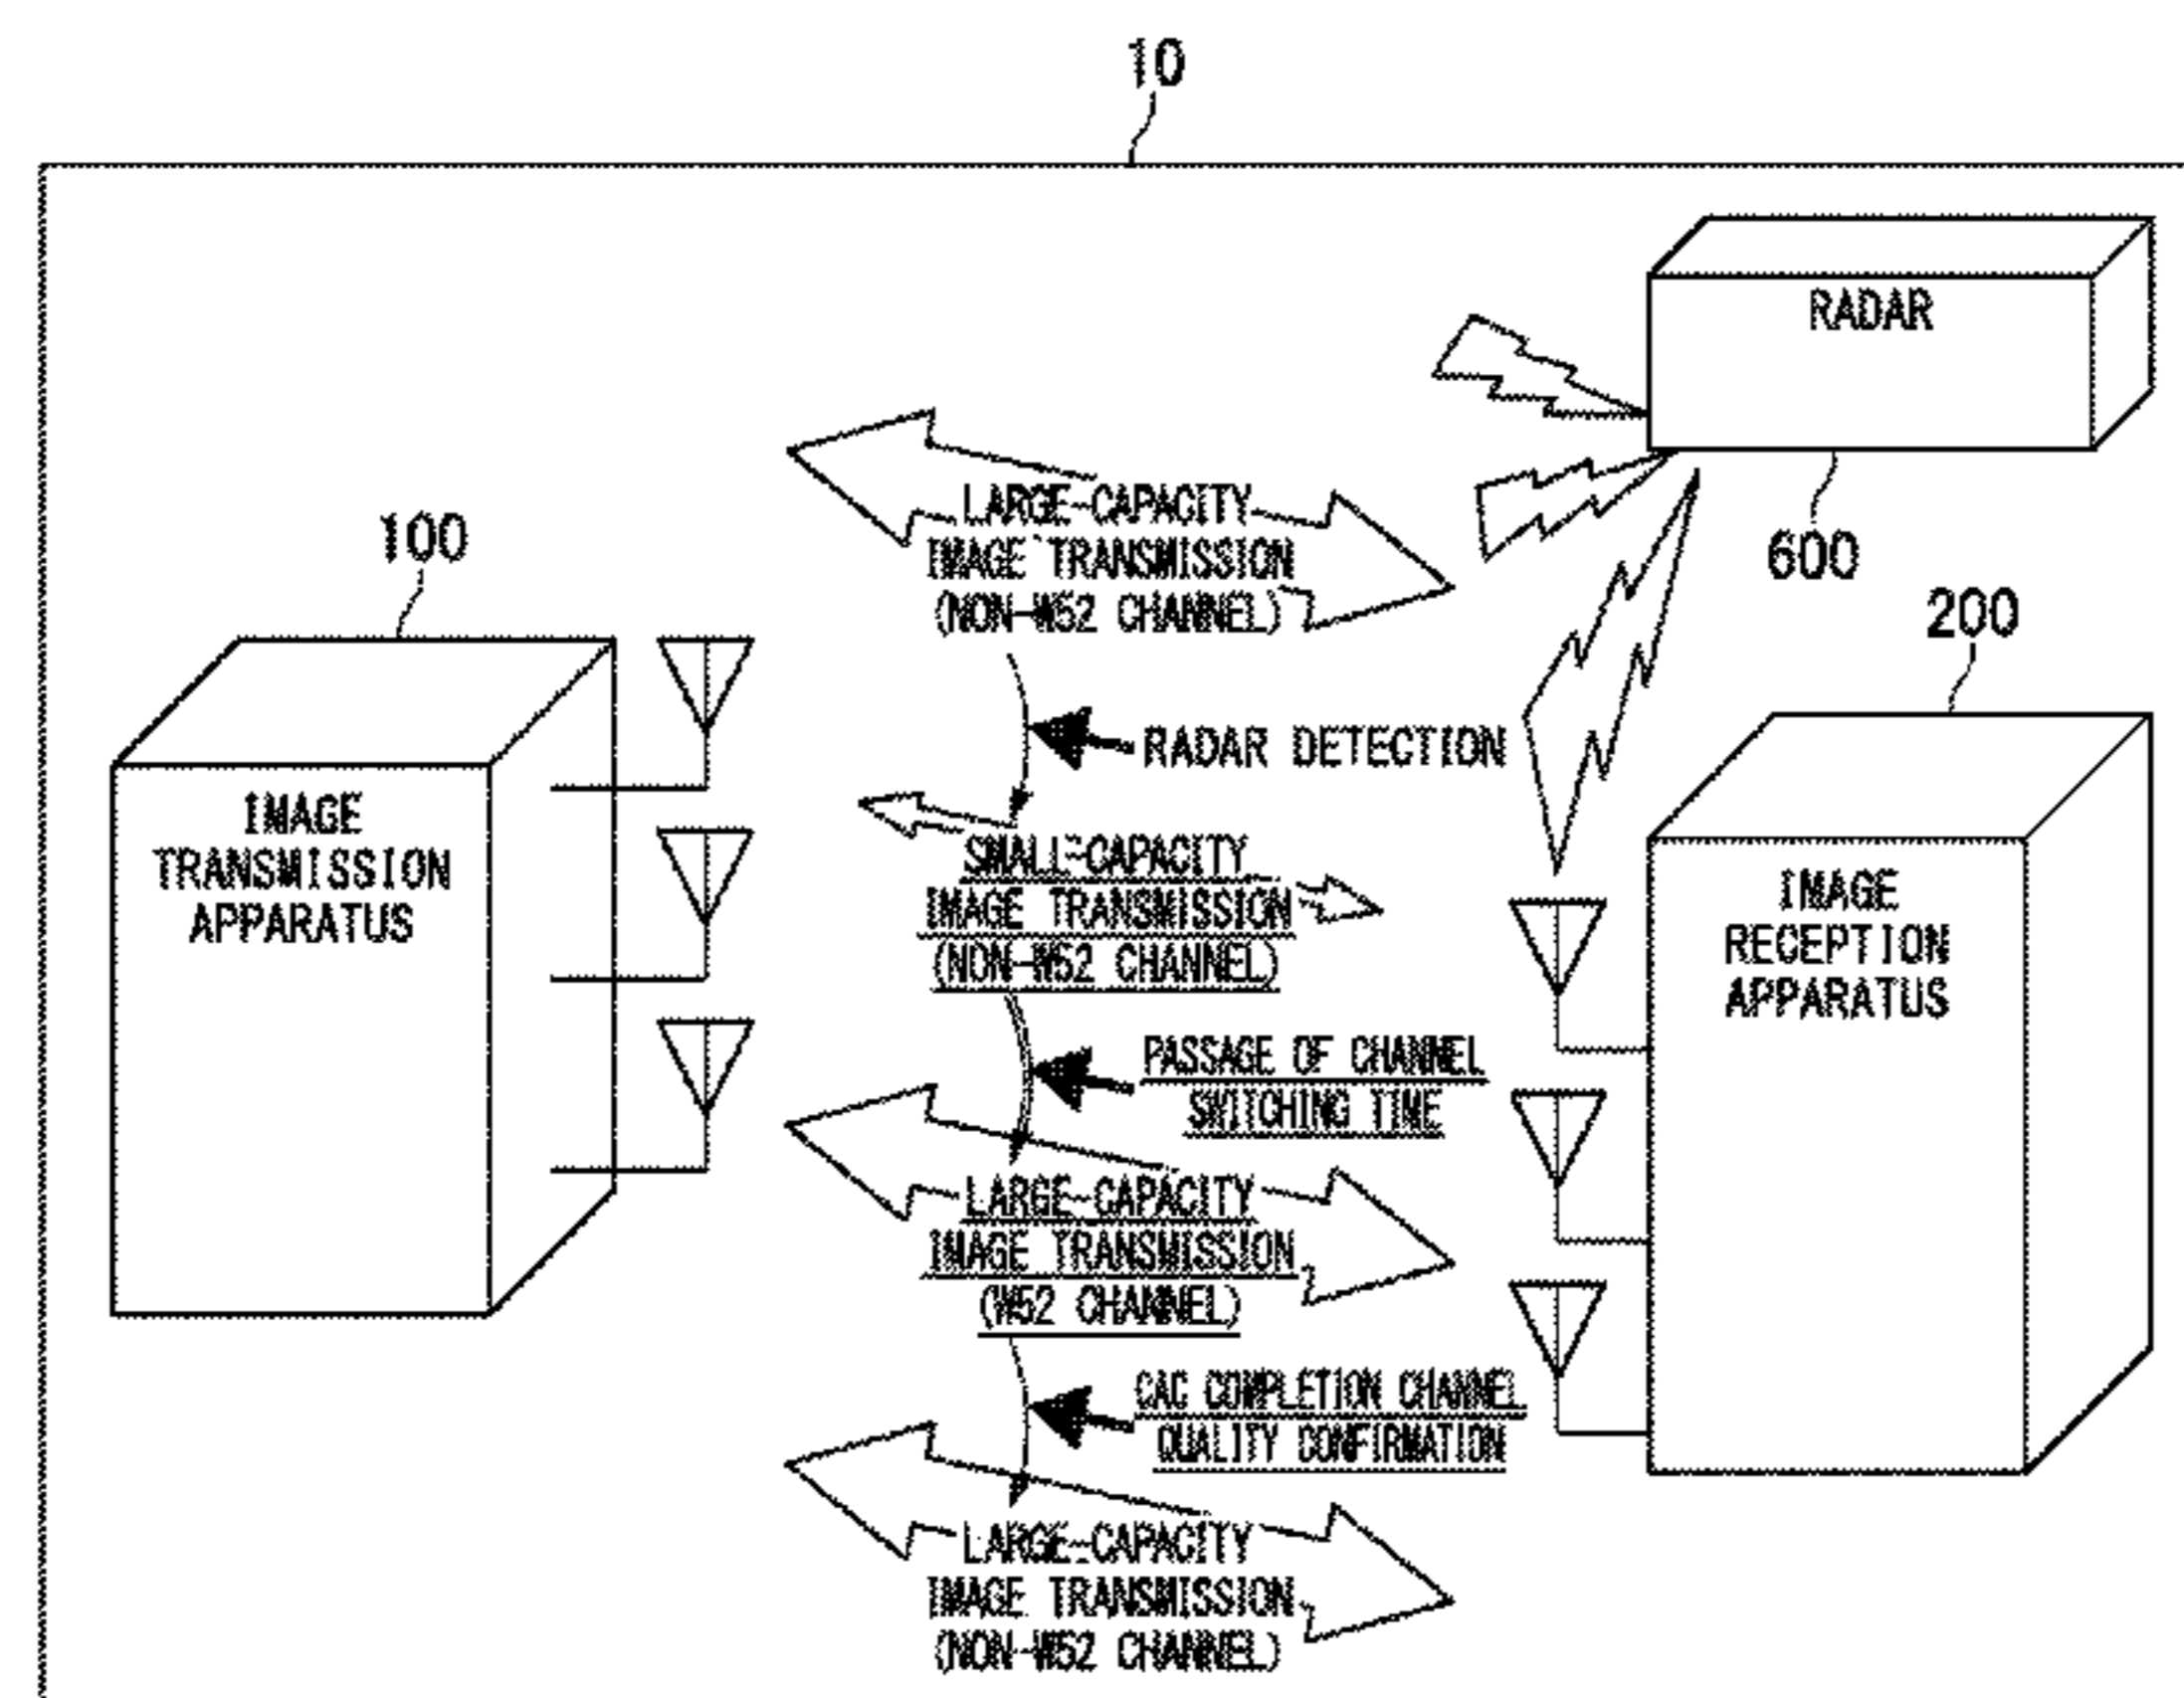 10
RADAR
600
LARGE-CAPACITY
IMAGE TRANSMISSION
(NON-W52 CHANNEL)
100
200
RADAR DETECTION
IMAGE
TRANSMISSION
APPARATUS
SMALL-CAPACITY
IMAGE TRANSMISSION
(NON-W52 CHANNEL)
IMAGE
RECEPTION
APPARATUS
PASSAGE OF CHANNEL
SWITCHING TIME
LARGE-CAPACITY
IMAGE TRANSMISSION
(W52 CHANNEL)
CAC COMPLETION CHANNEL
QUALITY CONFIRMATION
LARGE-CAPACITY
IMAGE TRANSMISSION
(NON-W52 CHANNEL)